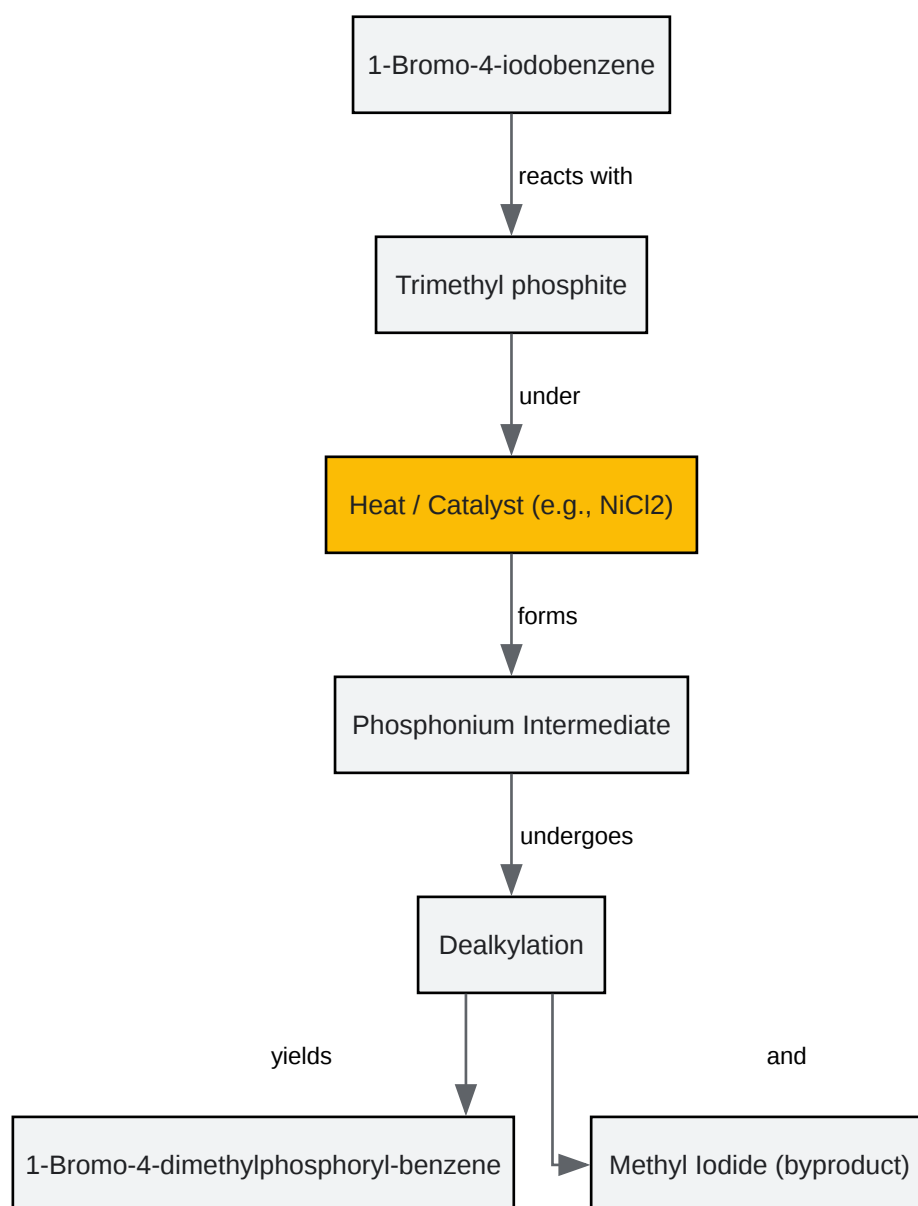 1-Bromo-4-iodobenzene
reacts with
Trimethyl phosphite
under
Heat / Catalyst (e.g., NiCl2)
forms
Phosphonium Intermediate
undergoes
Dealkylation
yields
and
1-Bromo-4-dimethylphosphoryl-benzene
Methyl Iodide (byproduct)